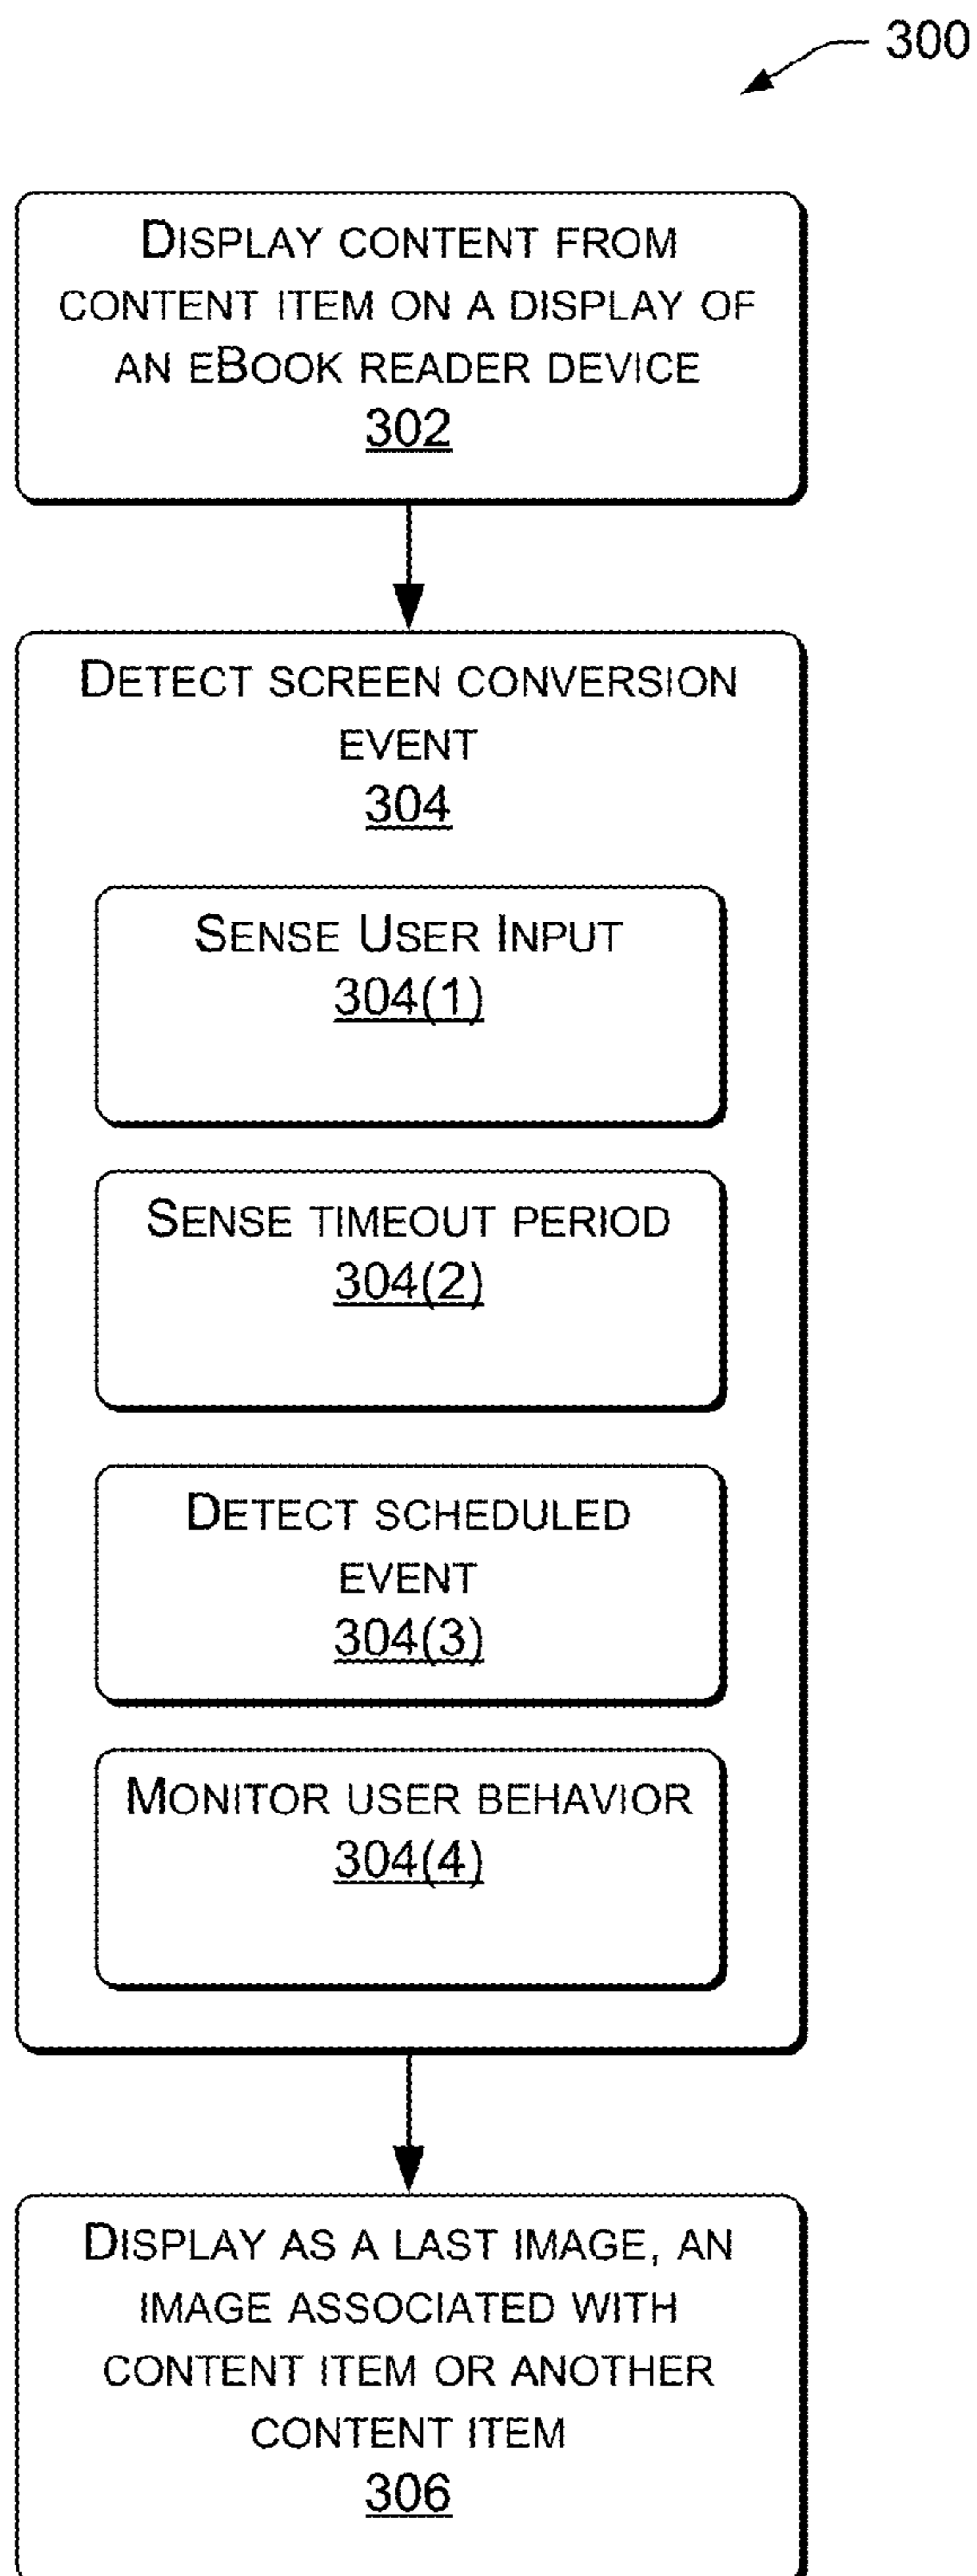 300
DISPLAY CONTENT FROM
CONTENT ITEM ON A DISPLAY OF
AN EBOOK READER DEVICE
302
DETECT SCREEN CONVERSION
EVENT
304
SENSE USER INPUT
304(1)
SENSE TIMEOUT PERIOD
304(2)
DETECT SCHEDULED
EVENT
304(3)
MONITOR USER BEHAVIOR
304(4)
DISPLAY AS A LAST IMAGE, AN
IMAGE ASSOCIATED WITH
CONTENT ITEM OR ANOTHER
CONTENT ITEM
306